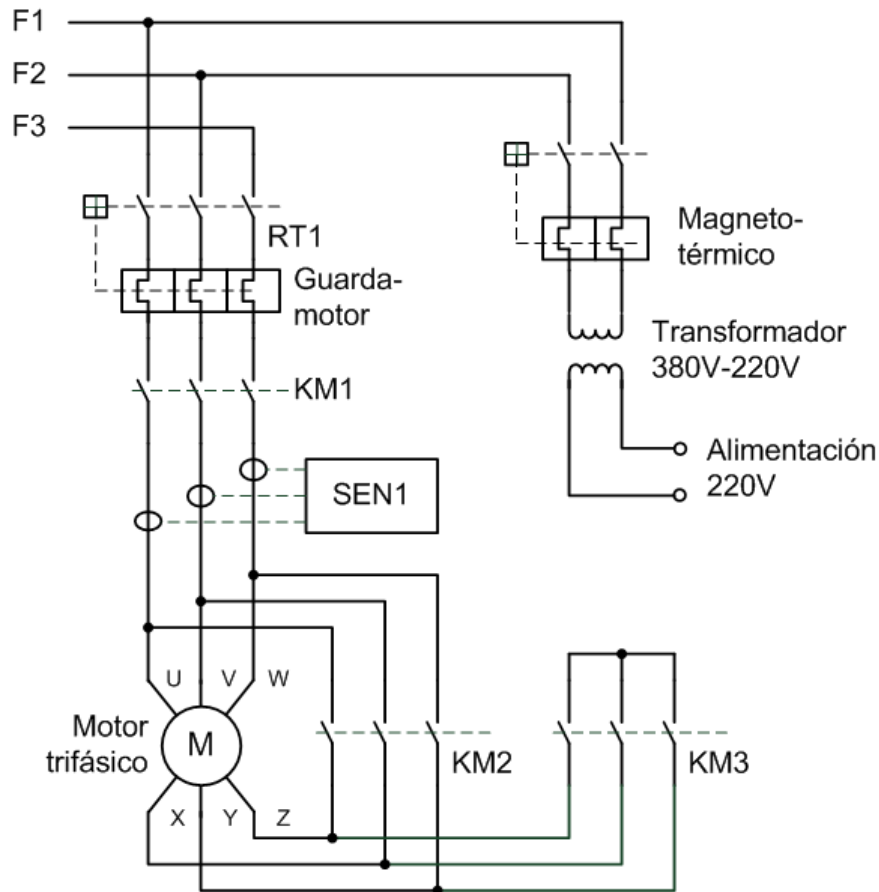 F1
F2
F3
RT1
Guarda-
motor
Magneto-
térmico
Transformador
380V-220V
KM1
SEN1
Alimentación
220V
U
V
W
Motor
trifásico
M
KM2
KM3
X
Y
Z